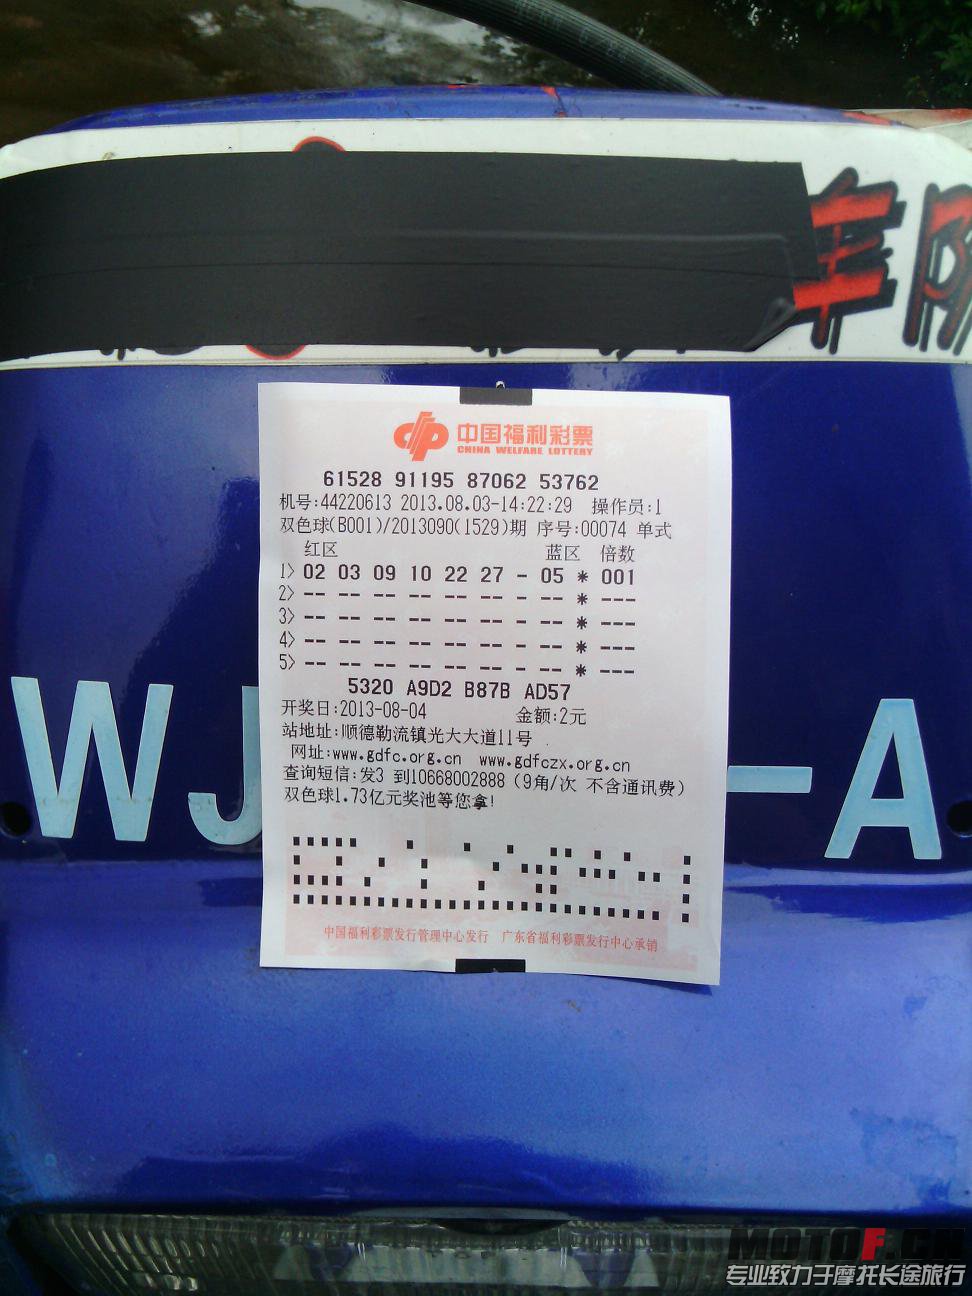 车队
中国福利彩票
CHINA WELFARE LOTTERY
61528 91195 87062 53762
机号:44220613 2013.08.03-14:22:29 操作员:1
双色球(B001)/2013090(1529)期 序号:00074 单式
红区 蓝区 倍数
1> 02 03 09 10 22 27 - 05 * 001
2> -- -- -- -- -- -- - -- * ---
3> -- -- -- -- -- -- - -- * ---
4> -- -- -- -- -- -- - -- * ---
5> -- -- -- -- -- -- - -- * ---
5320 A9D2 B87B AD57
开奖日:2013-08-04 金额:2元
站地址:顺德勒流镇光大大道11号
网址:www.gdfc.org.cn www.gdfczx.org.cn
查询短信:发3 到10668002888(9角/次 不含通讯费)
双色球1.73亿元奖池等您拿!
中国福利彩票发行管理中心发行 广东省福利彩票发行中心承销
WJ -A
MOTOF.CN
专业致力于摩托长途旅行